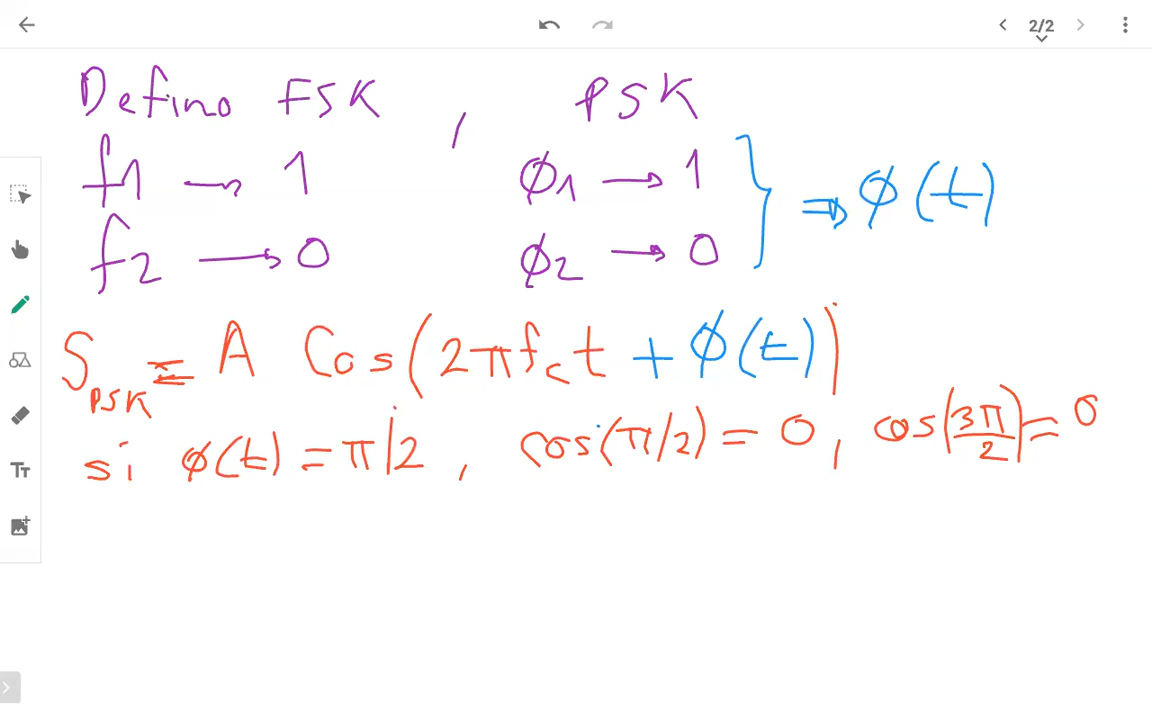 2/2
Defino FSK , PSK
f1 → 1 ϕ1 → 1
f2 → 0 ϕ2 → 0 } ⇒ ϕ(t)
S_PSK = A Cos(2πf_c t + ϕ(t))
si ϕ(t) = π/2 , cos(π/2) = 0 , cos(3π/2) = 0
Tт